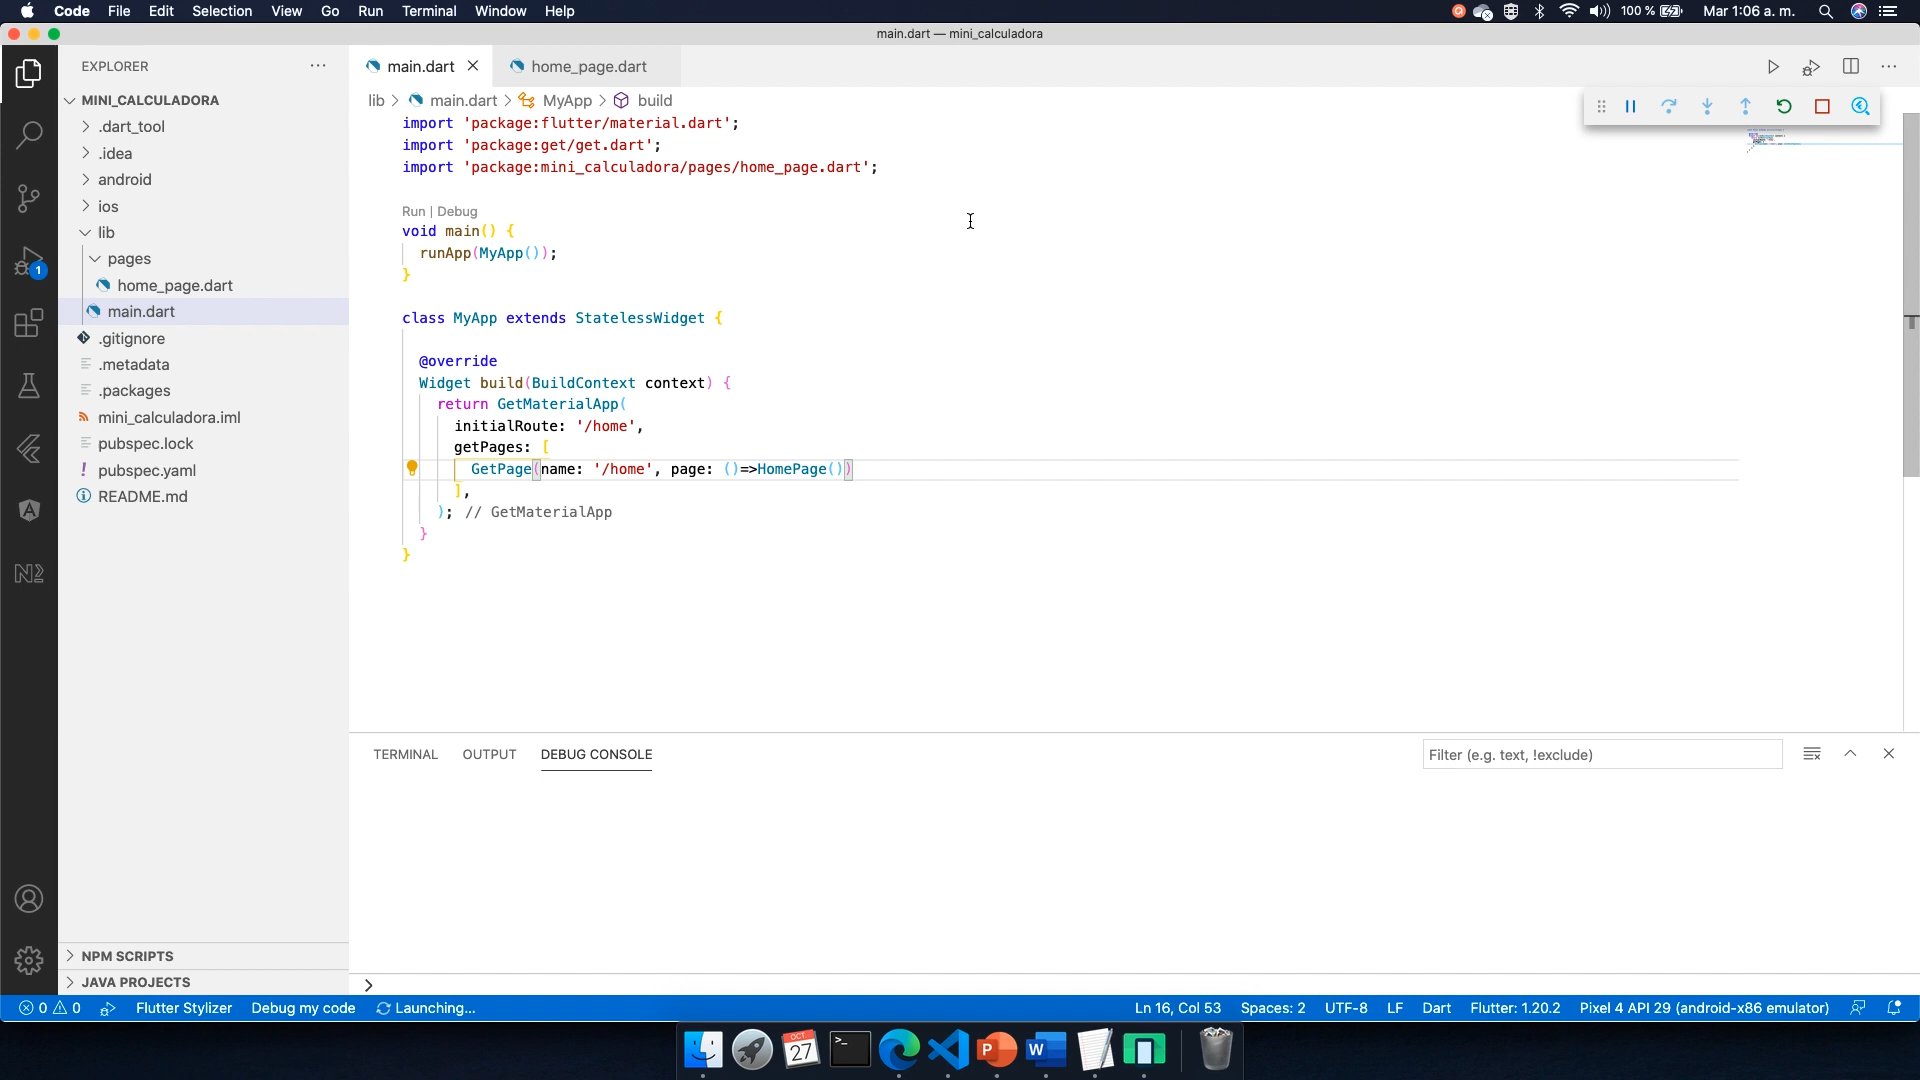 Code File Edit Selection View Go Run Terminal Window Help
100 % Mar 1:06 a. m.
main.dart — mini_calculadora
EXPLORER
MINI_CALCULADORA
.dart_tool
.idea
android
ios
lib
pages
home_page.dart
main.dart
.gitignore
.metadata
.packages
mini_calculadora.iml
pubspec.lock
pubspec.yaml
README.md
NPM SCRIPTS
JAVA PROJECTS
1
main.dart home_page.dart
lib > main.dart > MyApp > build
import 'package:flutter/material.dart';
import 'package:get/get.dart';
import 'package:mini_calculadora/pages/home_page.dart';
Run | Debug
void main() {
runApp(MyApp());
}
class MyApp extends StatelessWidget {
@override
Widget build(BuildContext context) {
return GetMaterialApp(
initialRoute: '/home',
getPages: [
GetPage(name: '/home', page: ()=>HomePage())
],
); // GetMaterialApp
}
}
TERMINAL OUTPUT DEBUG CONSOLE
Filter (e.g. text, !exclude)
>
0 0 Flutter Stylizer Debug my code Launching...
Ln 16, Col 53 Spaces: 2 UTF-8 LF Dart Flutter: 1.20.2 Pixel 4 API 29 (android-x86 emulator)
OCT
27
>_
P
W